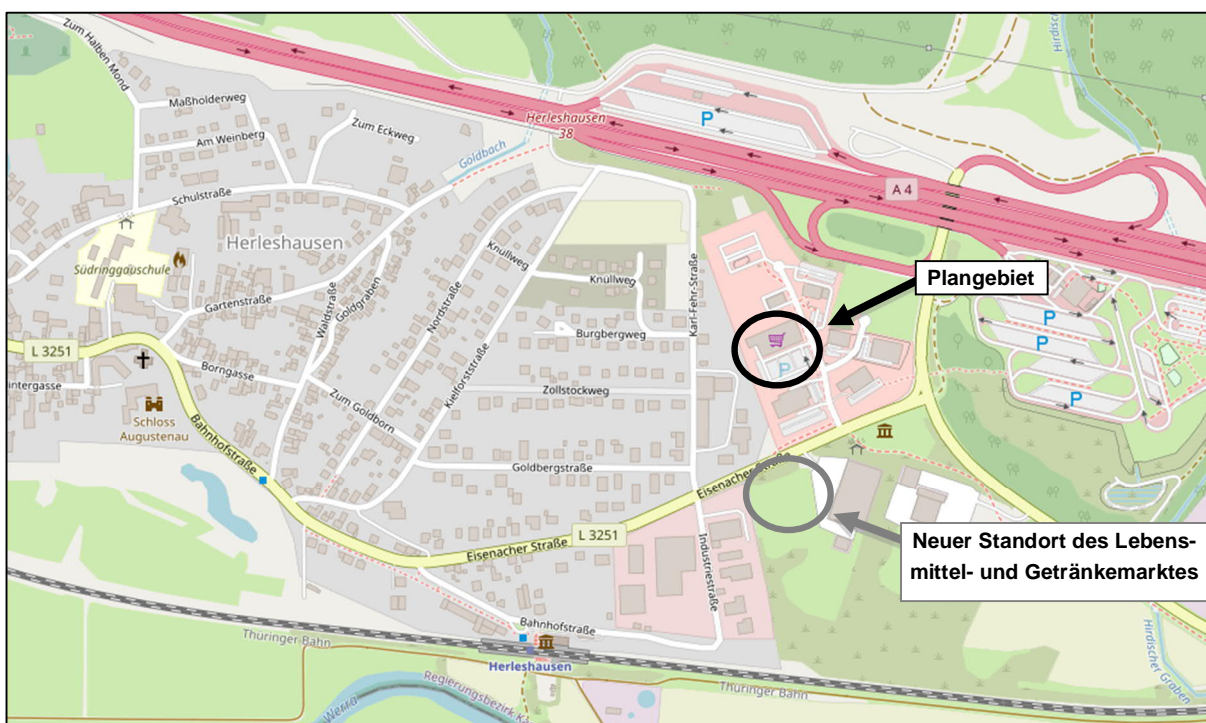 Zum Halben Mond
Maßholderweg
Am Weinberg
Zum Eckweg
Schulstraße
Goldbach
Herleshausen
38
P
A 4
Hirdischer Graben
Herleshausen
Südringgauschule
Gartenstraße
Waldstraße
Goldgraben
Nordstraße
Knüllweg
Knüllweg
Karl-Fehr-Straße
Burgbergweg
Kielforststraße
Zollstockweg
Plangebiet
P
P
P
P
L 3251
Borngasse
Schloss
Augustenau
Bahnhofstraße
Zum Goldborn
Goldbergstraße
Eisenacher Straße
L 3251
Eisenacher Straße
Industriestraße
Neuer Standort des Lebens-
mittel- und Getränkemarktes
Bahnhofstraße
Herleshausen
Thüringer Bahn
Thüringer Bahn
Werra
Hirdischer Graben